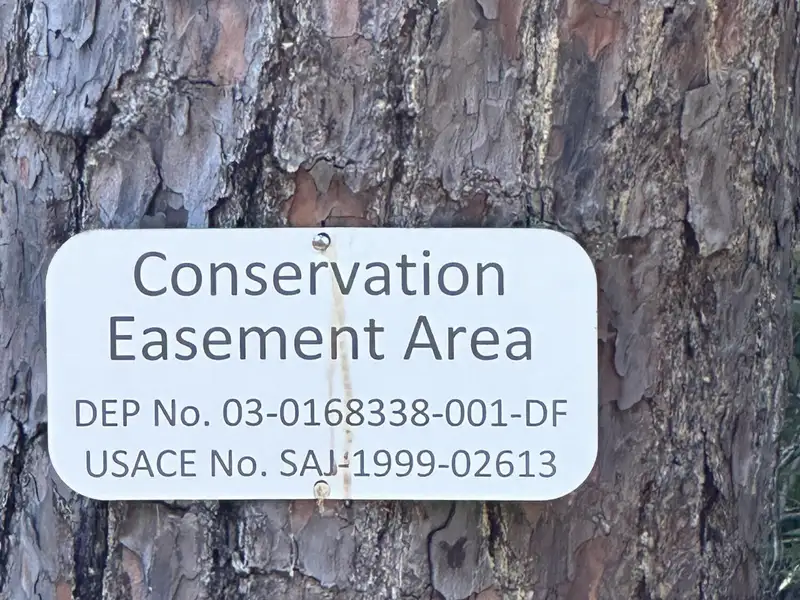 Conservation
Easement Area
DEP No. 03-0168338-001-DF
USACE No. SAJ-1999-02613